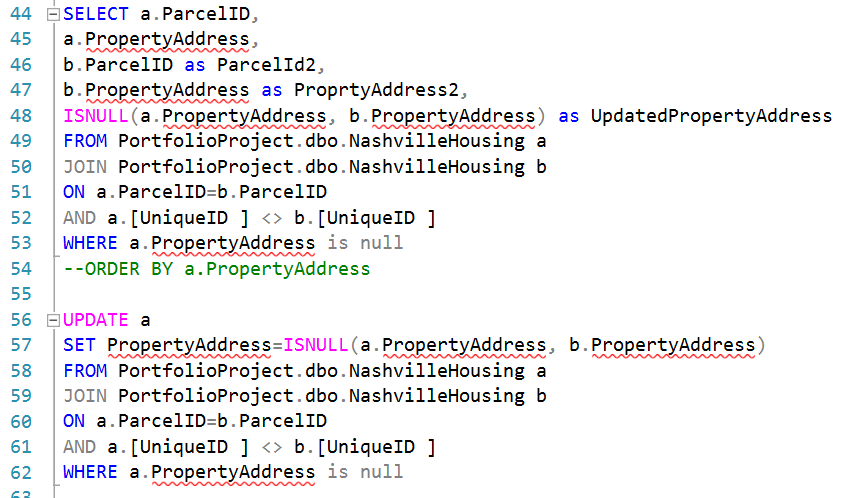 44 SELECT a.ParcelID,
45 a.PropertyAddress,
46 b.ParcelID as ParcelId2,
47 b.PropertyAddress as ProprtyAddress2,
48 ISNULL(a.PropertyAddress, b.PropertyAddress) as UpdatedPropertyAddress
49 FROM PortfolioProject.dbo.NashvilleHousing a
50 JOIN PortfolioProject.dbo.NashvilleHousing b
51 ON a.ParcelID=b.ParcelID
52 AND a.[UniqueID ] <> b.[UniqueID ]
53 WHERE a.PropertyAddress is null
54 --ORDER BY a.PropertyAddress
55
56 UPDATE a
57 SET PropertyAddress=ISNULL(a.PropertyAddress, b.PropertyAddress)
58 FROM PortfolioProject.dbo.NashvilleHousing a
59 JOIN PortfolioProject.dbo.NashvilleHousing b
60 ON a.ParcelID=b.ParcelID
61 AND a.[UniqueID ] <> b.[UniqueID ]
62 WHERE a.PropertyAddress is null
63